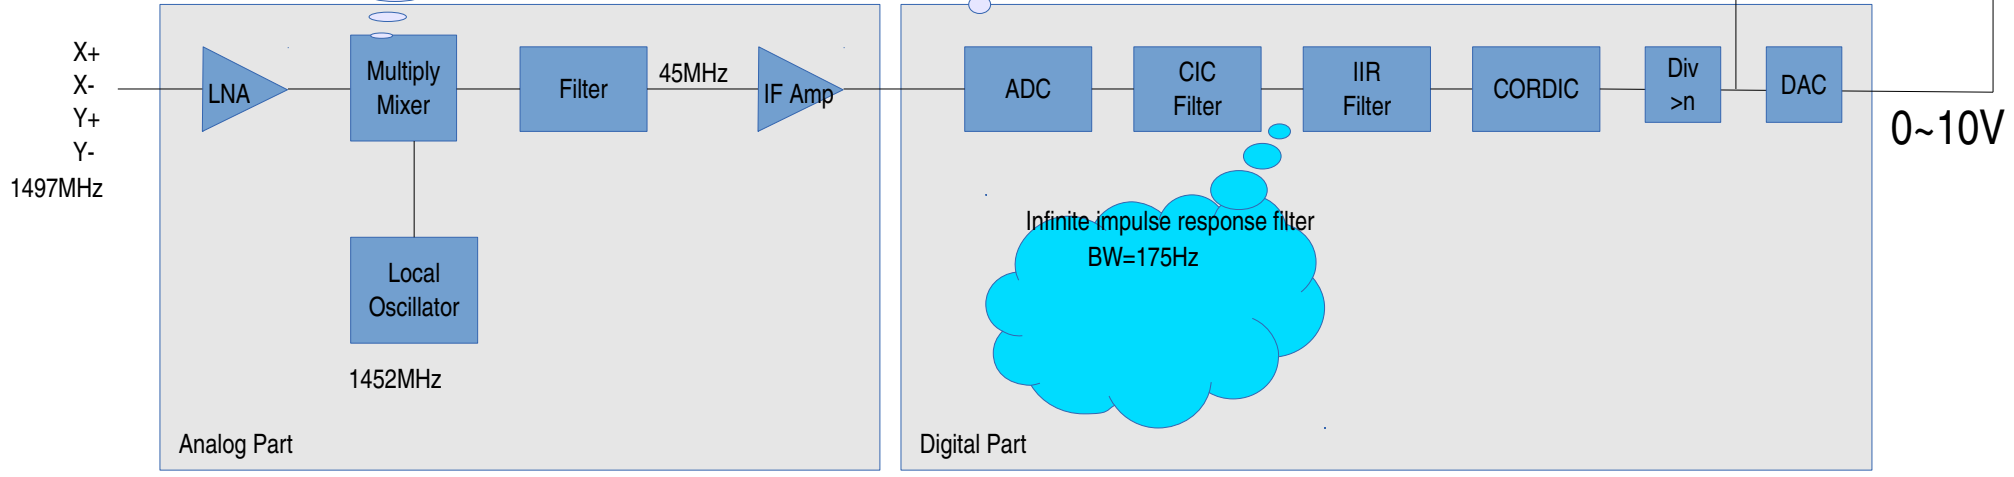 X+
X-
Y+
Y-
1497MHz
LNA
Multiply
Mixer
Filter
45MHz
IF Amp
Local
Oscillator
1452MHz
Analog Part
ADC
CIC
Filter
IIR
Filter
CORDIC
Div
>n
DAC
0~10V
Infinite impulse response filter
BW=175Hz
Digital Part